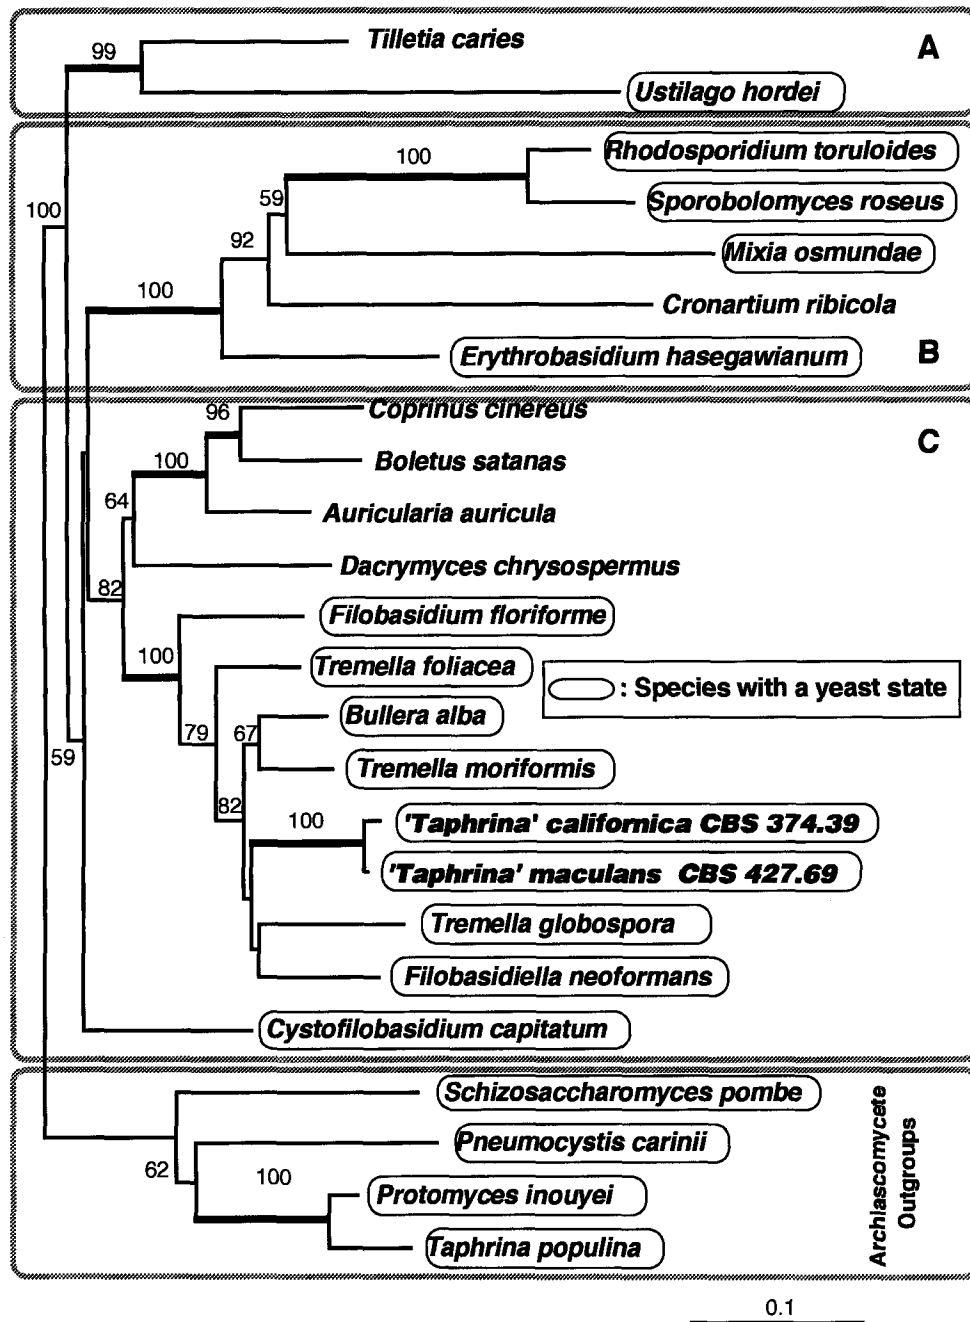 Tilletia caries
A
99
Ustilago hordei
Rhodosporidium toruloides
100
Sporobolomyces roseus
59
100
92
Mixia osmundae
100
Cronartium ribicola
Erythrobasidium hasegawianum
B
Coprinus cinereus
96
C
Boletus satanas
100
64
Auricularia auricula
Dacrymyces chrysospermus
82
Filobasidium floriforme
100
Tremella foliacea
: Species with a yeast state
Bullera alba
79
67
59
Tremella moriformis
82
100
'Taphrina' californica CBS 374.39
'Taphrina' maculans CBS 427.69
Tremella globospora
Filobasidiella neoformans
Cystofilobasidium capitatum
Schizosaccharomyces pombe
Pneumocystis carinii
62
100
Protomyces inouyei
Taphrina populina
Archiascomycete
Outgroups
0.1